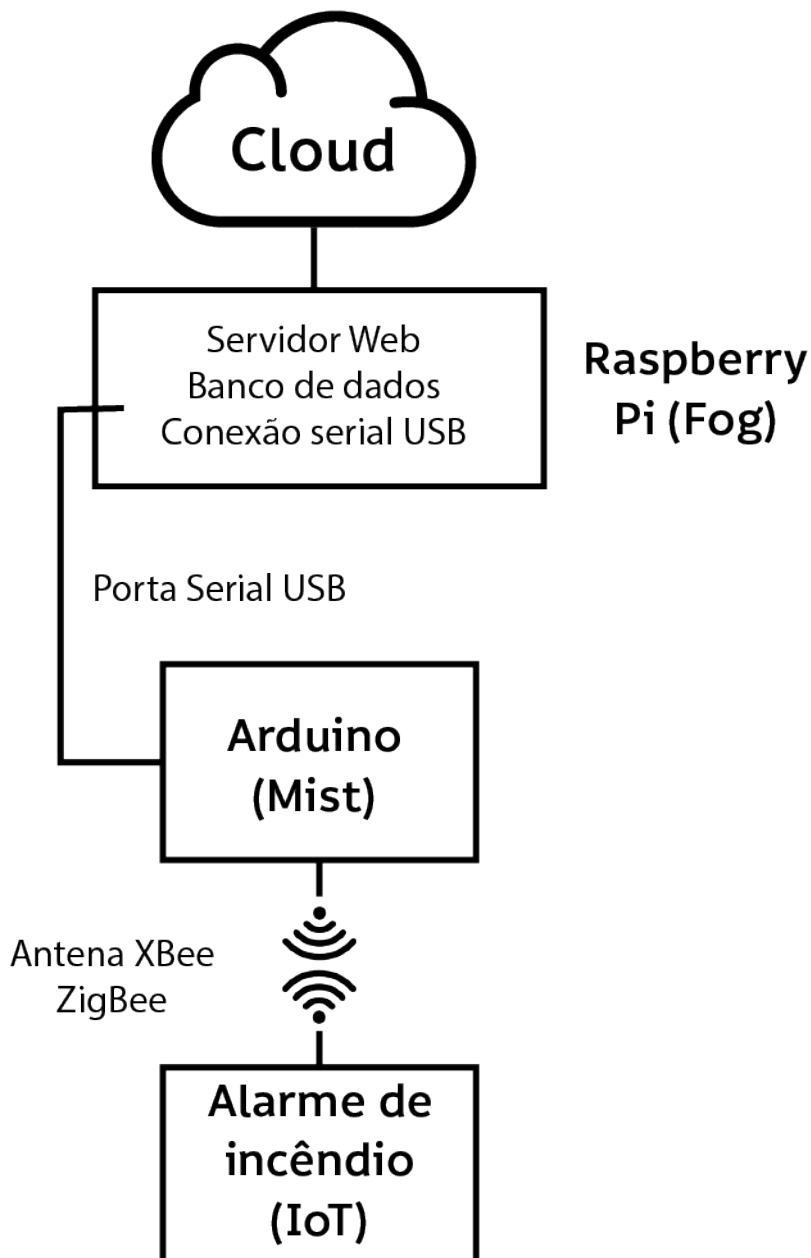 Cloud
Servidor Web
Banco de dados
Conexão serial USB
Raspberry
Pi (Fog)
Porta Serial USB
Arduino
(Mist)
Antena XBee
ZigBee
Alarme de
incêndio
(IoT)